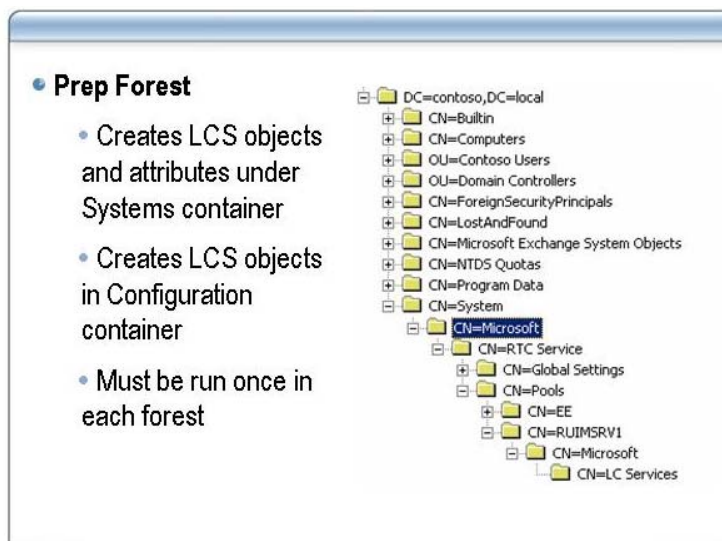 Prep Forest
Creates LCS objects
and attributes under
Systems container
Creates LCS objects
in Configuration
container
Must be run once in
each forest
DC=contoso,DC=local
CN=Builtin
CN=Computers
OU=Contoso Users
OU=Domain Controllers
CN=ForeignSecurityPrincipals
CN=LostAndFound
CN=Microsoft Exchange System Objects
CN=NTDS Quotas
CN=Program Data
CN=System
CN=Microsoft
CN=RTC Service
CN=Global Settings
CN=Pools
CN=EE
CN=RUIMSRV1
CN=Microsoft
CN=LC Services